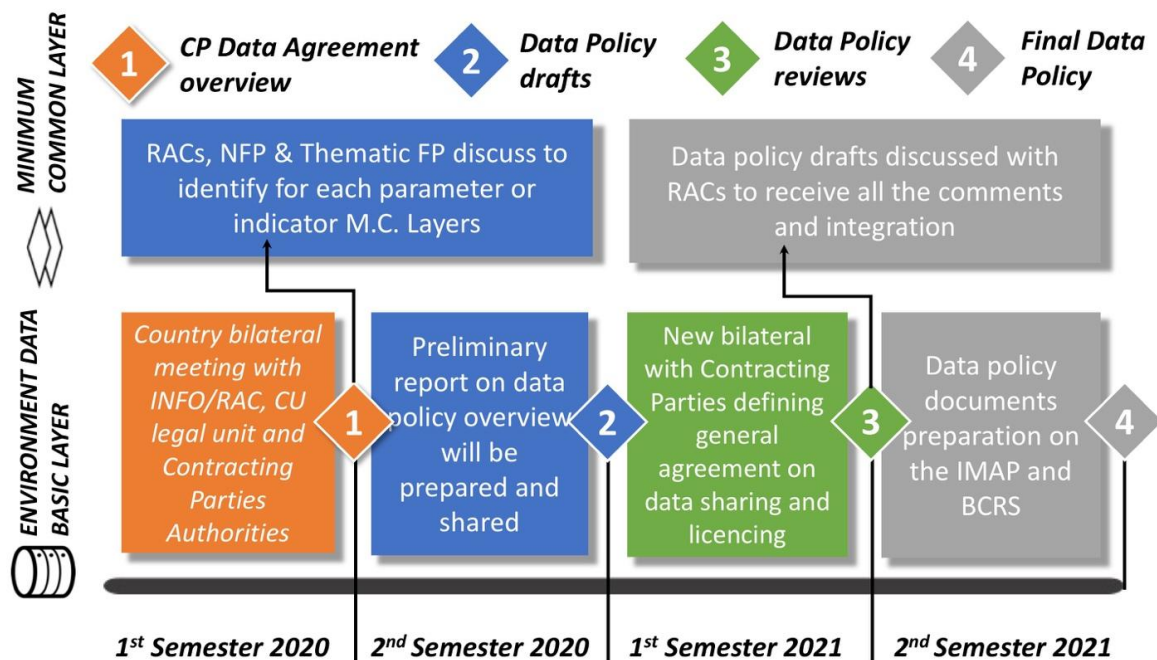 1
CP Data Agreement
overview
2
Data Policy
drafts
3
Data Policy
reviews
4
Final Data
Policy
MINIMUM
COMMON LAYER
RACs, NFP & Thematic FP discuss to
identify for each parameter or
indicator M.C. Layers
Data policy drafts discussed with
RACs to receive all the comments
and integration
ENVIRONMENT DATA
BASIC LAYER
Country bilateral
meeting with
INFO/RAC, CU
legal unit and
Contracting
Parties
Authorities
1
Preliminary
report on data
policy overview
will be
prepared and
shared
2
New bilateral
with Contracting
Parties defining
general
agreement on
data sharing and
licencing
3
Data policy
documents
preparation on
the IMAP and
BCRS
4
1st Semester 2020
2nd Semester 2020
1st Semester 2021
2nd Semester 2021